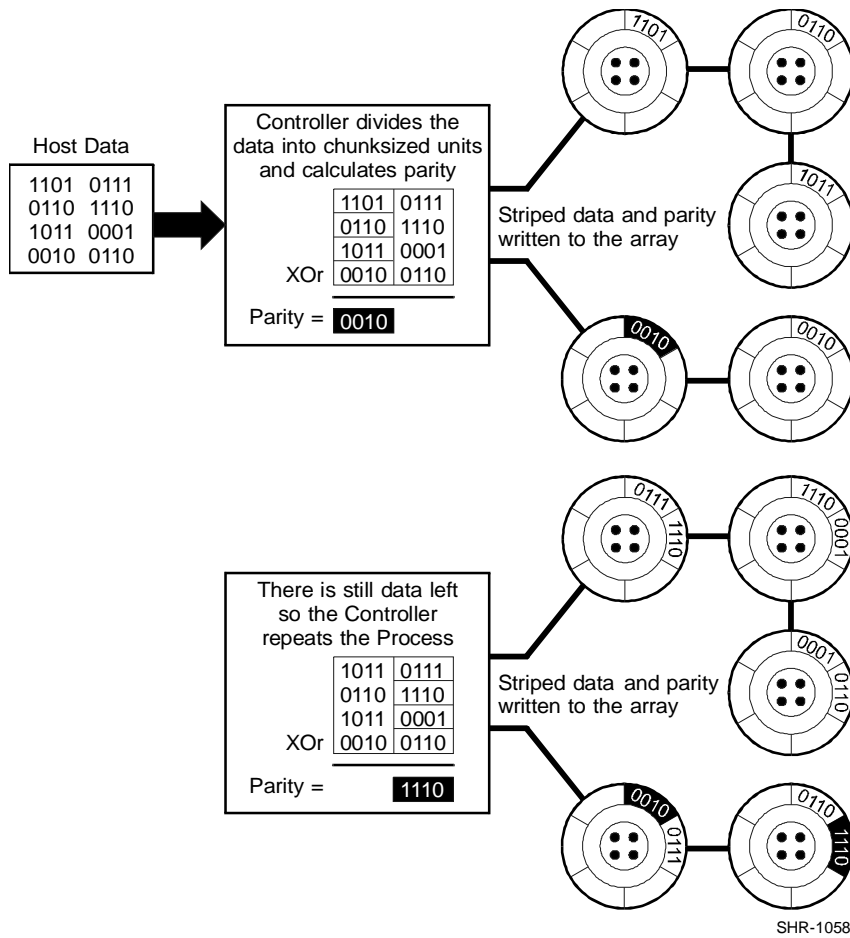 1101
0110
Host Data
1101 0111
0110 1110
1011 0001
0010 0110
Controller divides the
data into chunksized units
and calculates parity
1101 0111
0110 1110
1011 0001
XOr 0010 0110
Parity = 0010
Striped data and parity
written to the array
1011
0010
0010
0111
1110
1110
0001
There is still data left
so the Controller
repeats the Process
1011 0111
0110 1110
1011 0001
XOr 0010 0110
Parity = 1110
Striped data and parity
written to the array
0001
0110
0010
0111
0110
1110
SHR-1058